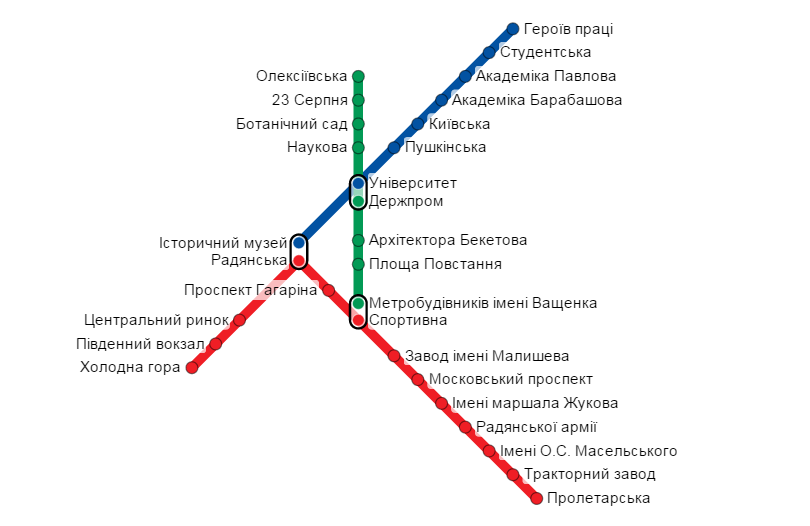 Героїв праці
Студентська
Олексіївська
Академіка Павлова
23 Серпня
Академіка Барабашова
Ботанічний сад
Київська
Наукова
Пушкінська
Університет
Держпром
Історичний музей
Архітектора Бекетова
Радянська
Площа Повстання
Проспект Гагаріна
Метробудівників імені Ващенка
Центральний ринок
Спортивна
Південний вокзал
Завод імені Малишева
Холодна гора
Московський проспект
Імені маршала Жукова
Радянської армії
Імені О.С. Масельського
Тракторний завод
Пролетарська